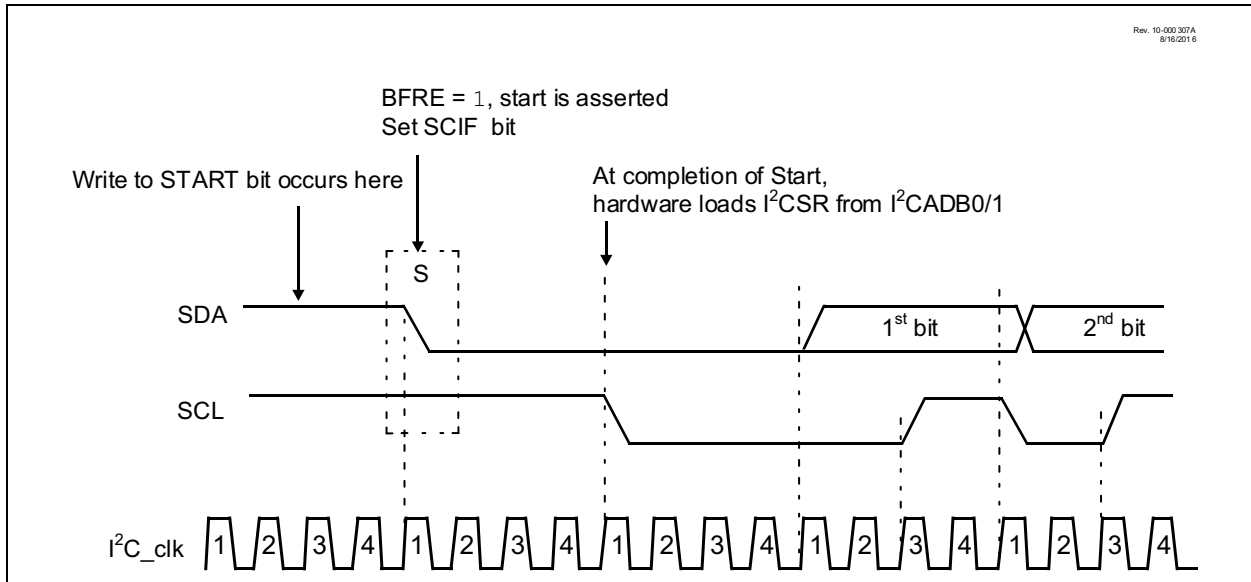 Rev. 10-000 307A
8/16/201 6
BFRE = 1, start is asserted
Set SCIF bit
Write to START bit occurs here
At completion of Start,
hardware loads I²CSR from I²CADB0/1
S
SDA
1st bit
2nd bit
SCL
I²C_clk 1 2 3 4 1 2 3 4 1 2 3 4 1 2 3 4 1 2 3 4